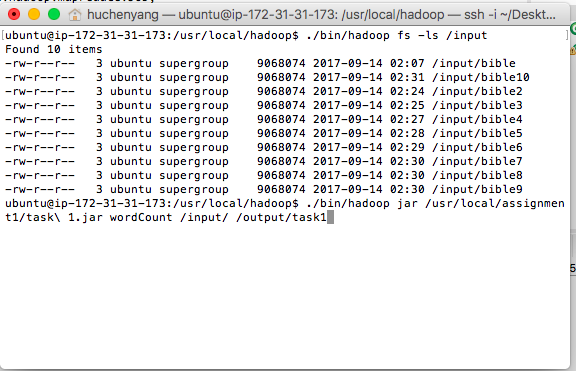 huchenyang — ubuntu@ip-172-31-31-173: /usr/local/hadoop — ssh -i ~/Deskt...
[ubuntu@ip-172-31-31-173:/usr/local/hadoop$ ./bin/hadoop fs -ls /input ]
Found 10 items
-rw-r--r-- 3 ubuntu supergroup 9068074 2017-09-14 02:07 /input/bible
-rw-r--r-- 3 ubuntu supergroup 9068074 2017-09-14 02:31 /input/bible10
-rw-r--r-- 3 ubuntu supergroup 9068074 2017-09-14 02:24 /input/bible2
-rw-r--r-- 3 ubuntu supergroup 9068074 2017-09-14 02:25 /input/bible3
-rw-r--r-- 3 ubuntu supergroup 9068074 2017-09-14 02:27 /input/bible4
-rw-r--r-- 3 ubuntu supergroup 9068074 2017-09-14 02:28 /input/bible5
-rw-r--r-- 3 ubuntu supergroup 9068074 2017-09-14 02:29 /input/bible6
-rw-r--r-- 3 ubuntu supergroup 9068074 2017-09-14 02:30 /input/bible7
-rw-r--r-- 3 ubuntu supergroup 9068074 2017-09-14 02:30 /input/bible8
-rw-r--r-- 3 ubuntu supergroup 9068074 2017-09-14 02:30 /input/bible9
ubuntu@ip-172-31-31-173:/usr/local/hadoop$ ./bin/hadoop jar /usr/local/assignmen
t1/task\ 1.jar wordCount /input/ /output/task1